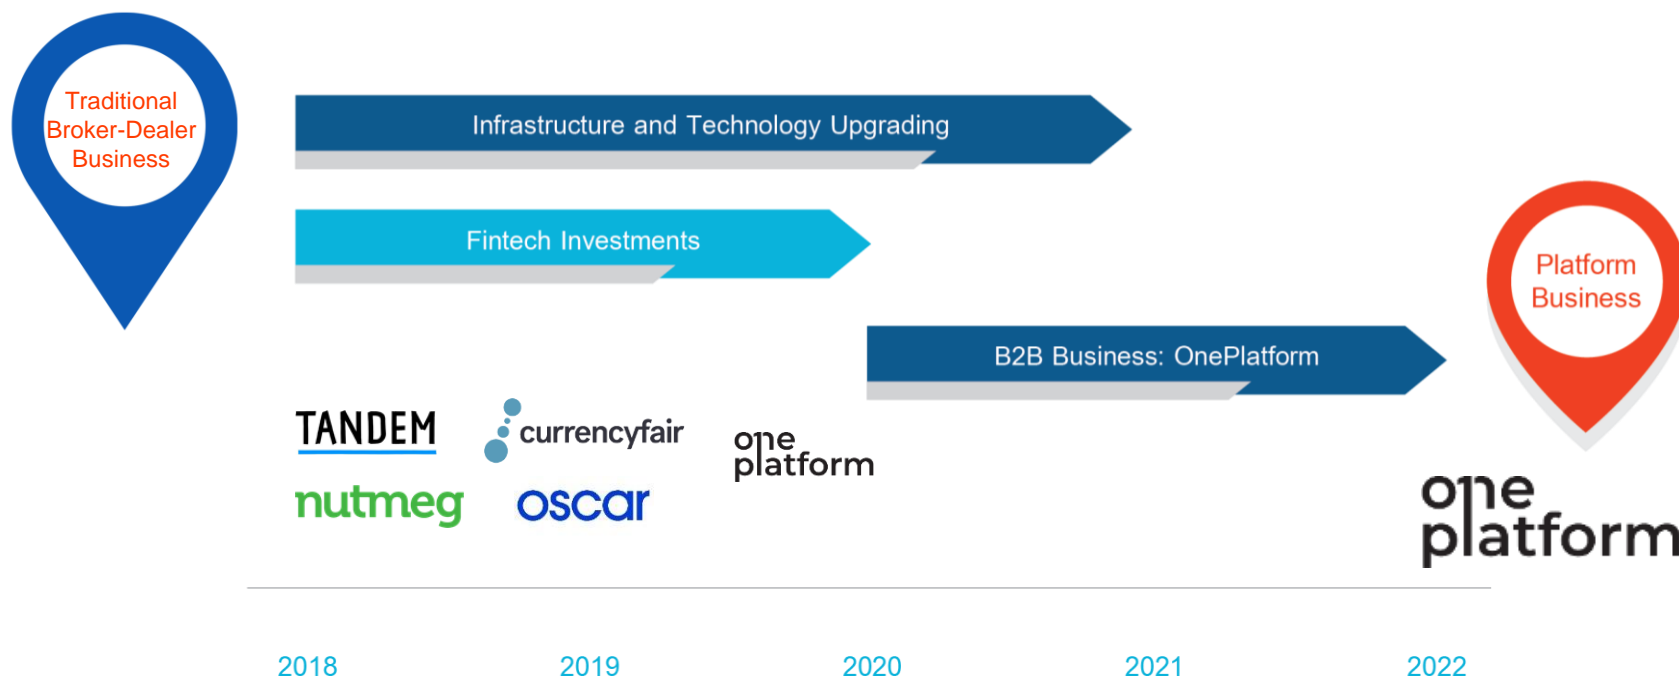 Traditional
Broker-Dealer
Business
Infrastructure and Technology Upgrading
Fintech Investments
Platform
Business
B2B Business: OnePlatform
TANDEM
currencyfair
one
platform
nutmeg
oscar
one
platform
2018
2019
2020
2021
2022